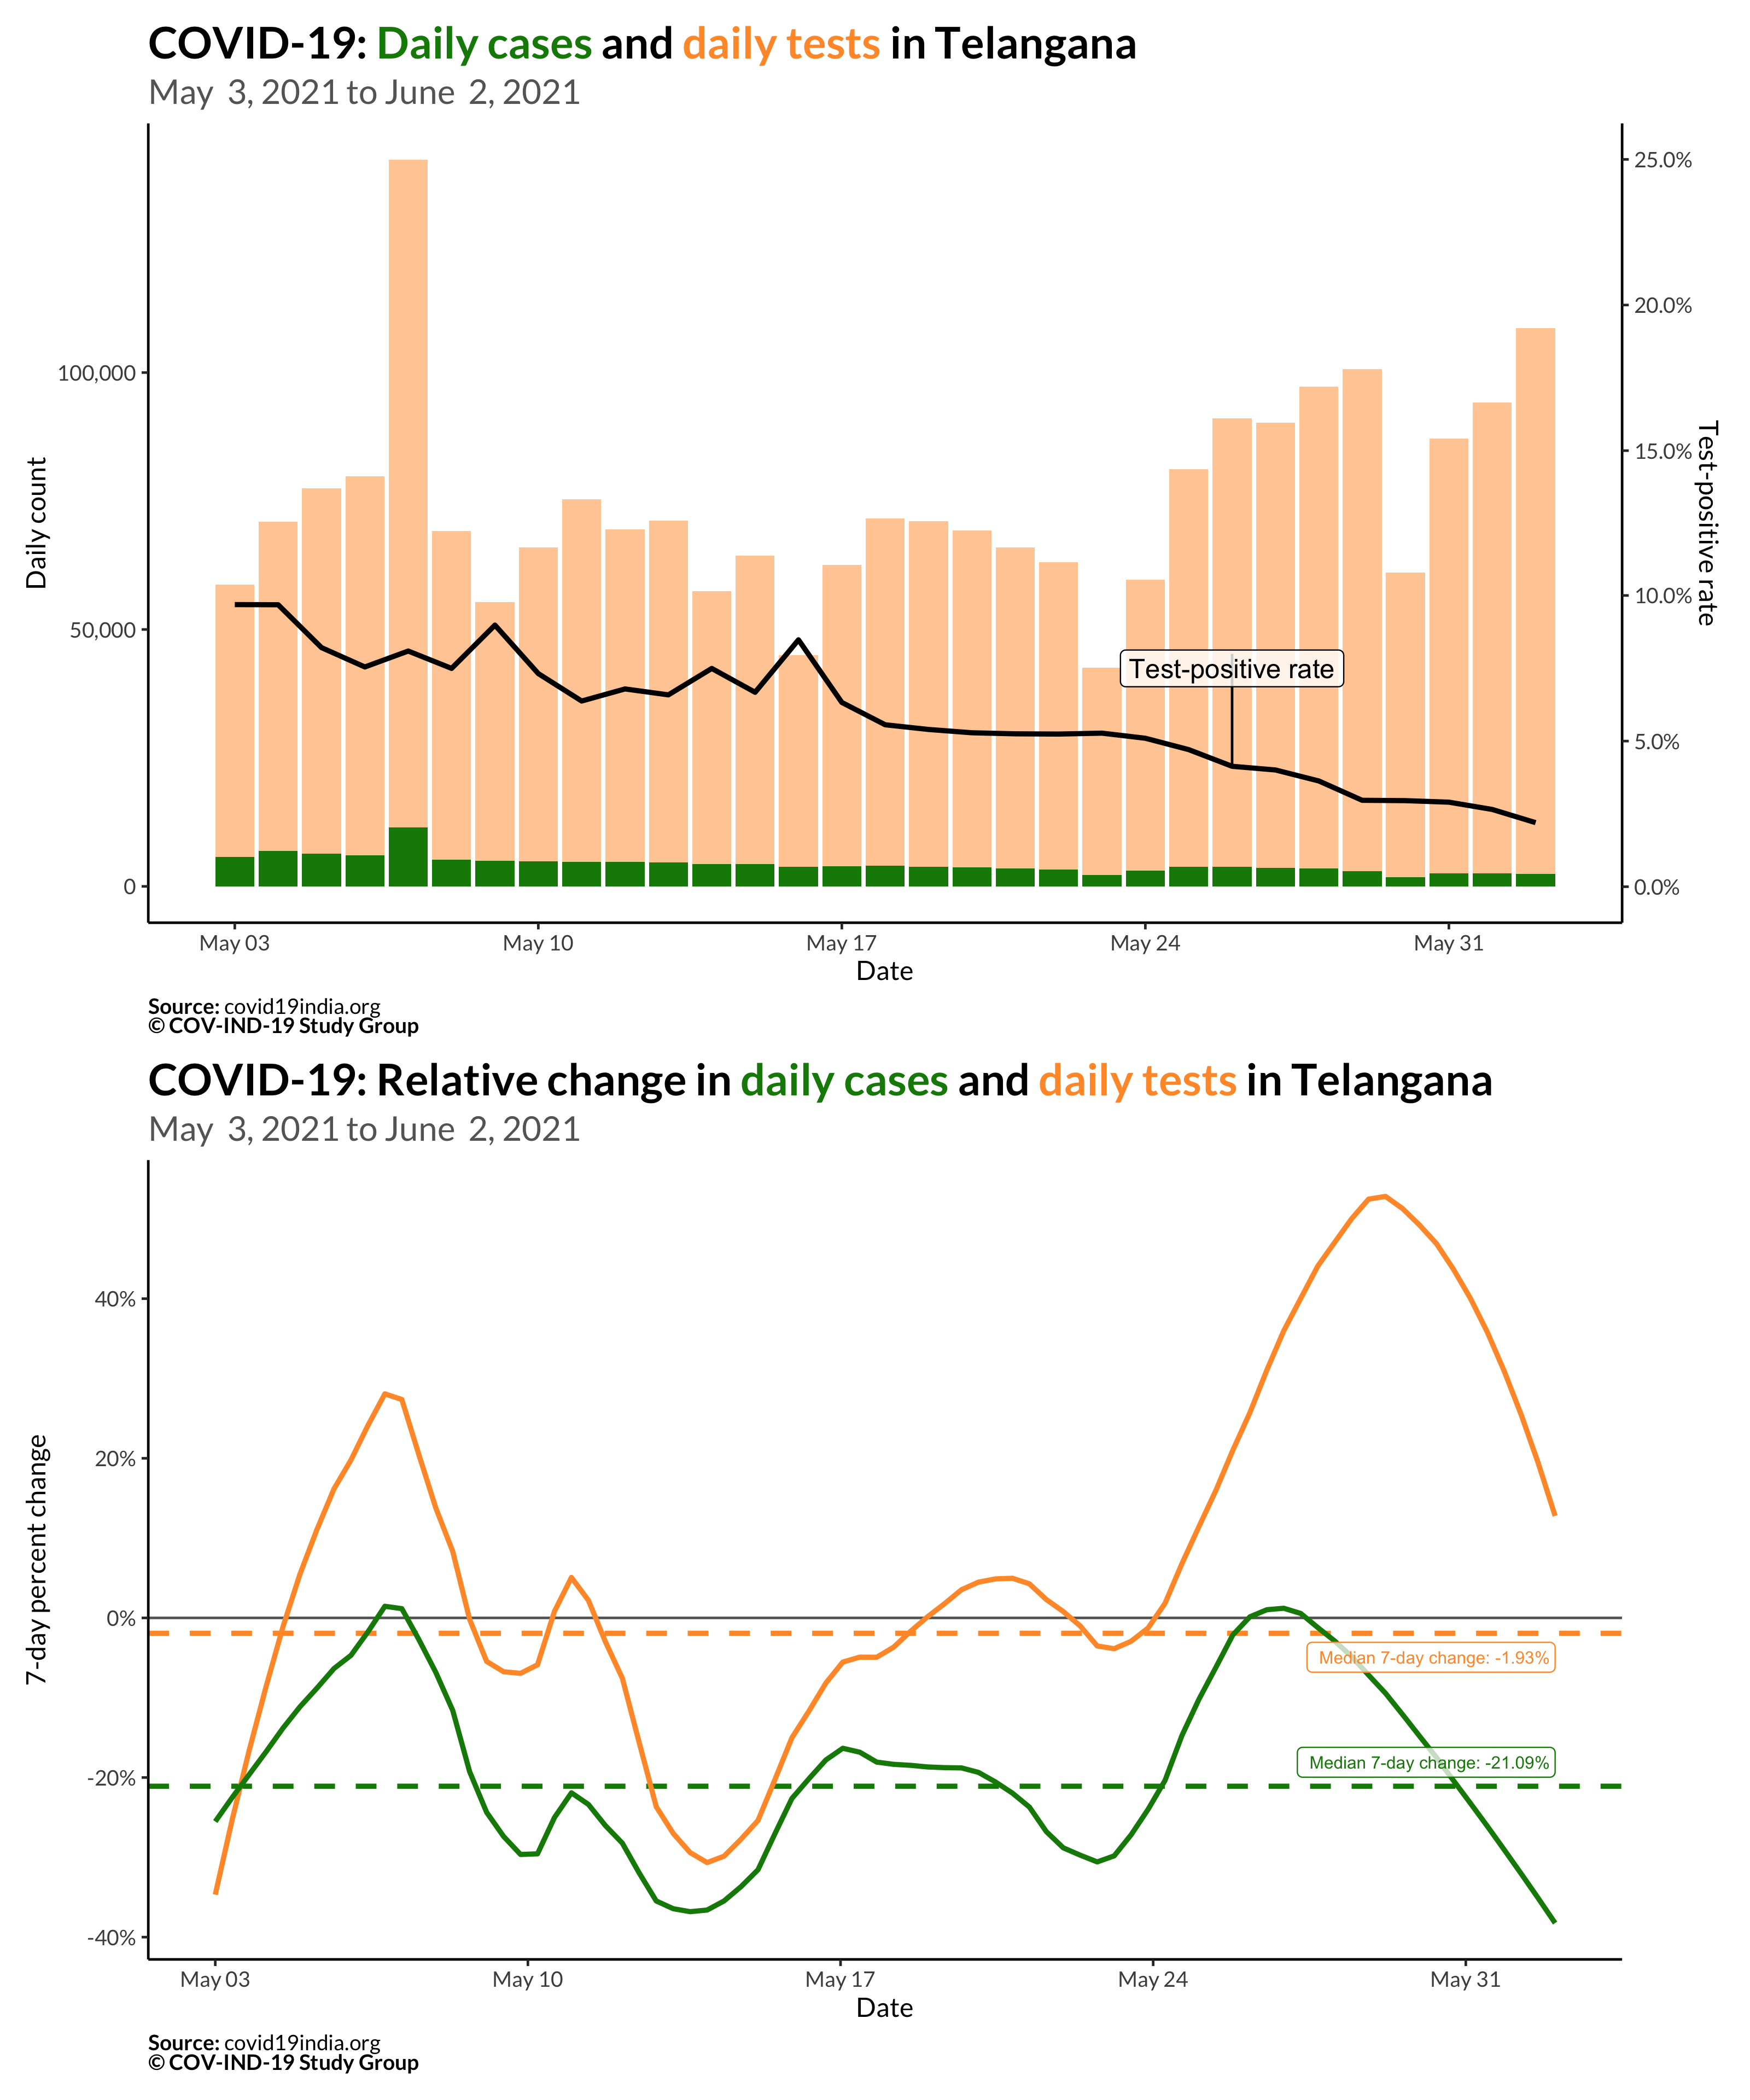 COVID-19: Daily cases and daily tests in Telangana
May 3, 2021 to June 2, 2021
Daily count
100,000
50,000
0
25.0%
20.0%
15.0%
10.0%
5.0%
0.0%
Test-positive rate
Test-positive rate
May 03
May 10
May 17
May 24
May 31
Date
Source: covid19india.org
© COV-IND-19 Study Group
COVID-19: Relative change in daily cases and daily tests in Telangana
May 3, 2021 to June 2, 2021
7-day percent change
40%
20%
0%
-20%
-40%
Median 7-day change: -1.93%
Median 7-day change: -21.09%
May 03
May 10
May 17
May 24
May 31
Date
Source: covid19india.org
© COV-IND-19 Study Group